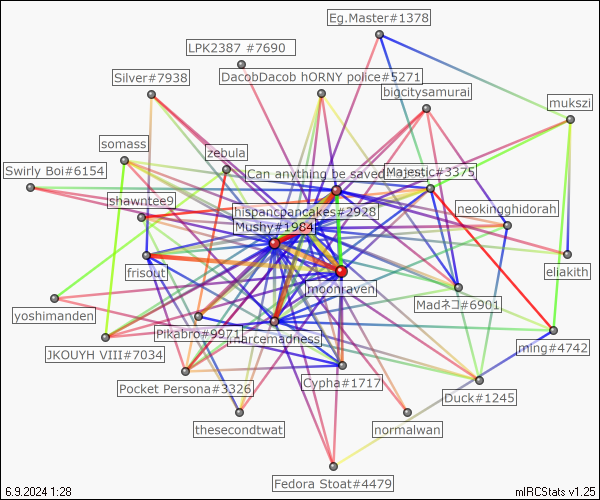 Eg.Master#1378
LPK2387 #7690
Silver#7938
DacobDacob hORNY police#5271
bigcitysamurai
mukszi
somass
zebula
Swirly Boi#6154
Can anything be saved
Majestic#3375
shawntee9
hispancpancakes#2928
neokingghidorah
Mushy#1984
frisout
moonraven
eliakith
yoshimanden
Madネコ#6901
Pikabro#9971
marcemadness
JKOUYH VIII#7034
ming#4742
Pocket Persona#3326
Cypha#1717
Duck#1245
thesecondtwat
normalwan
Fedora Stoat#4479
6.9.2024 1:28
mIRCStats v1.25